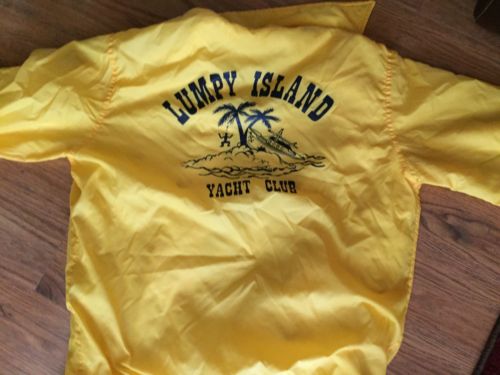 LUMPY ISLAND
YACHT CLUB